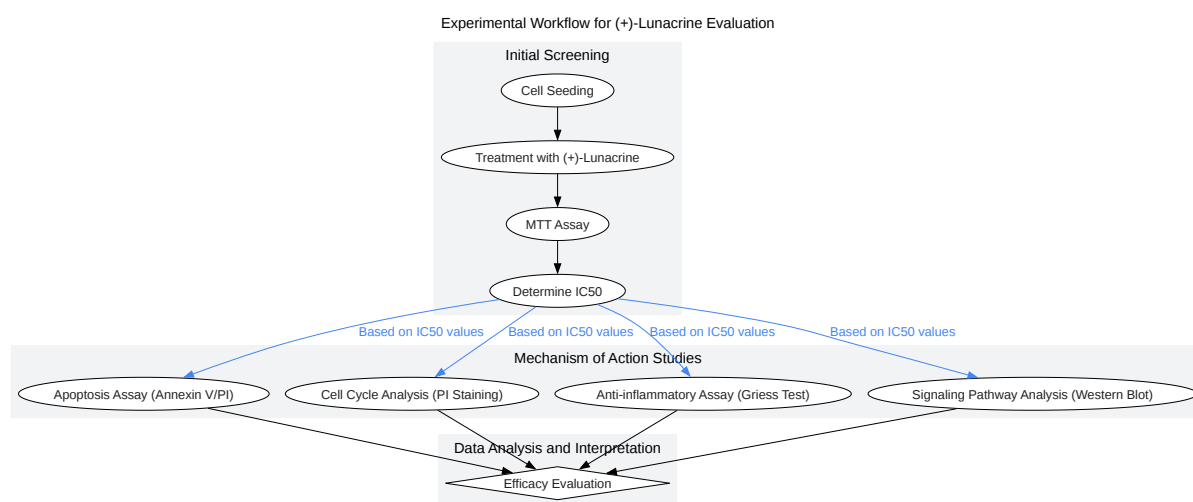 Experimental Workflow for (+)-Lunacrine Evaluation
Initial Screening
Cell Seeding
Treatment with (+)-Lunacrine
MTT Assay
Determine IC50
Based on IC50 values
Based on IC50 values
Based on IC50 values
Based on IC50 values
Mechanism of Action Studies
Apoptosis Assay (Annexin V/PI)
Cell Cycle Analysis (PI Staining)
Anti-inflammatory Assay (Griess Test)
Signaling Pathway Analysis (Western Blot)
Data Analysis and Interpretation
Efficacy Evaluation